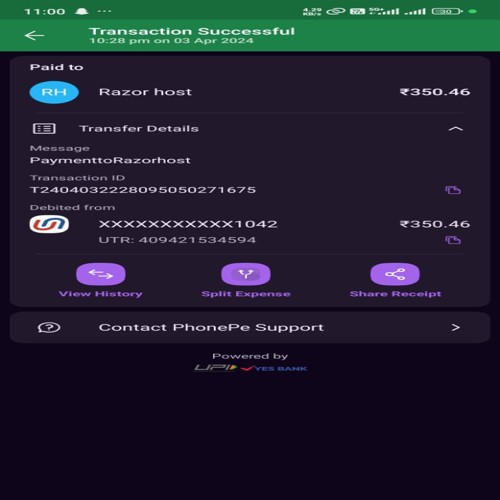 11:00
4.29 KB/s 5G+ 30
Transaction Successful
10:28 pm on 03 Apr 2024
Paid to
RH Razor host ₹350.46
Transfer Details
Message
PaymenttoRazorhost
Transaction ID
T2404032228095050271675
Debited from
XXXXXXXXXXX1042 ₹350.46
UTR: 409421534594
View History Split Expense Share Receipt
Contact PhonePe Support
Powered by
UPI YES BANK